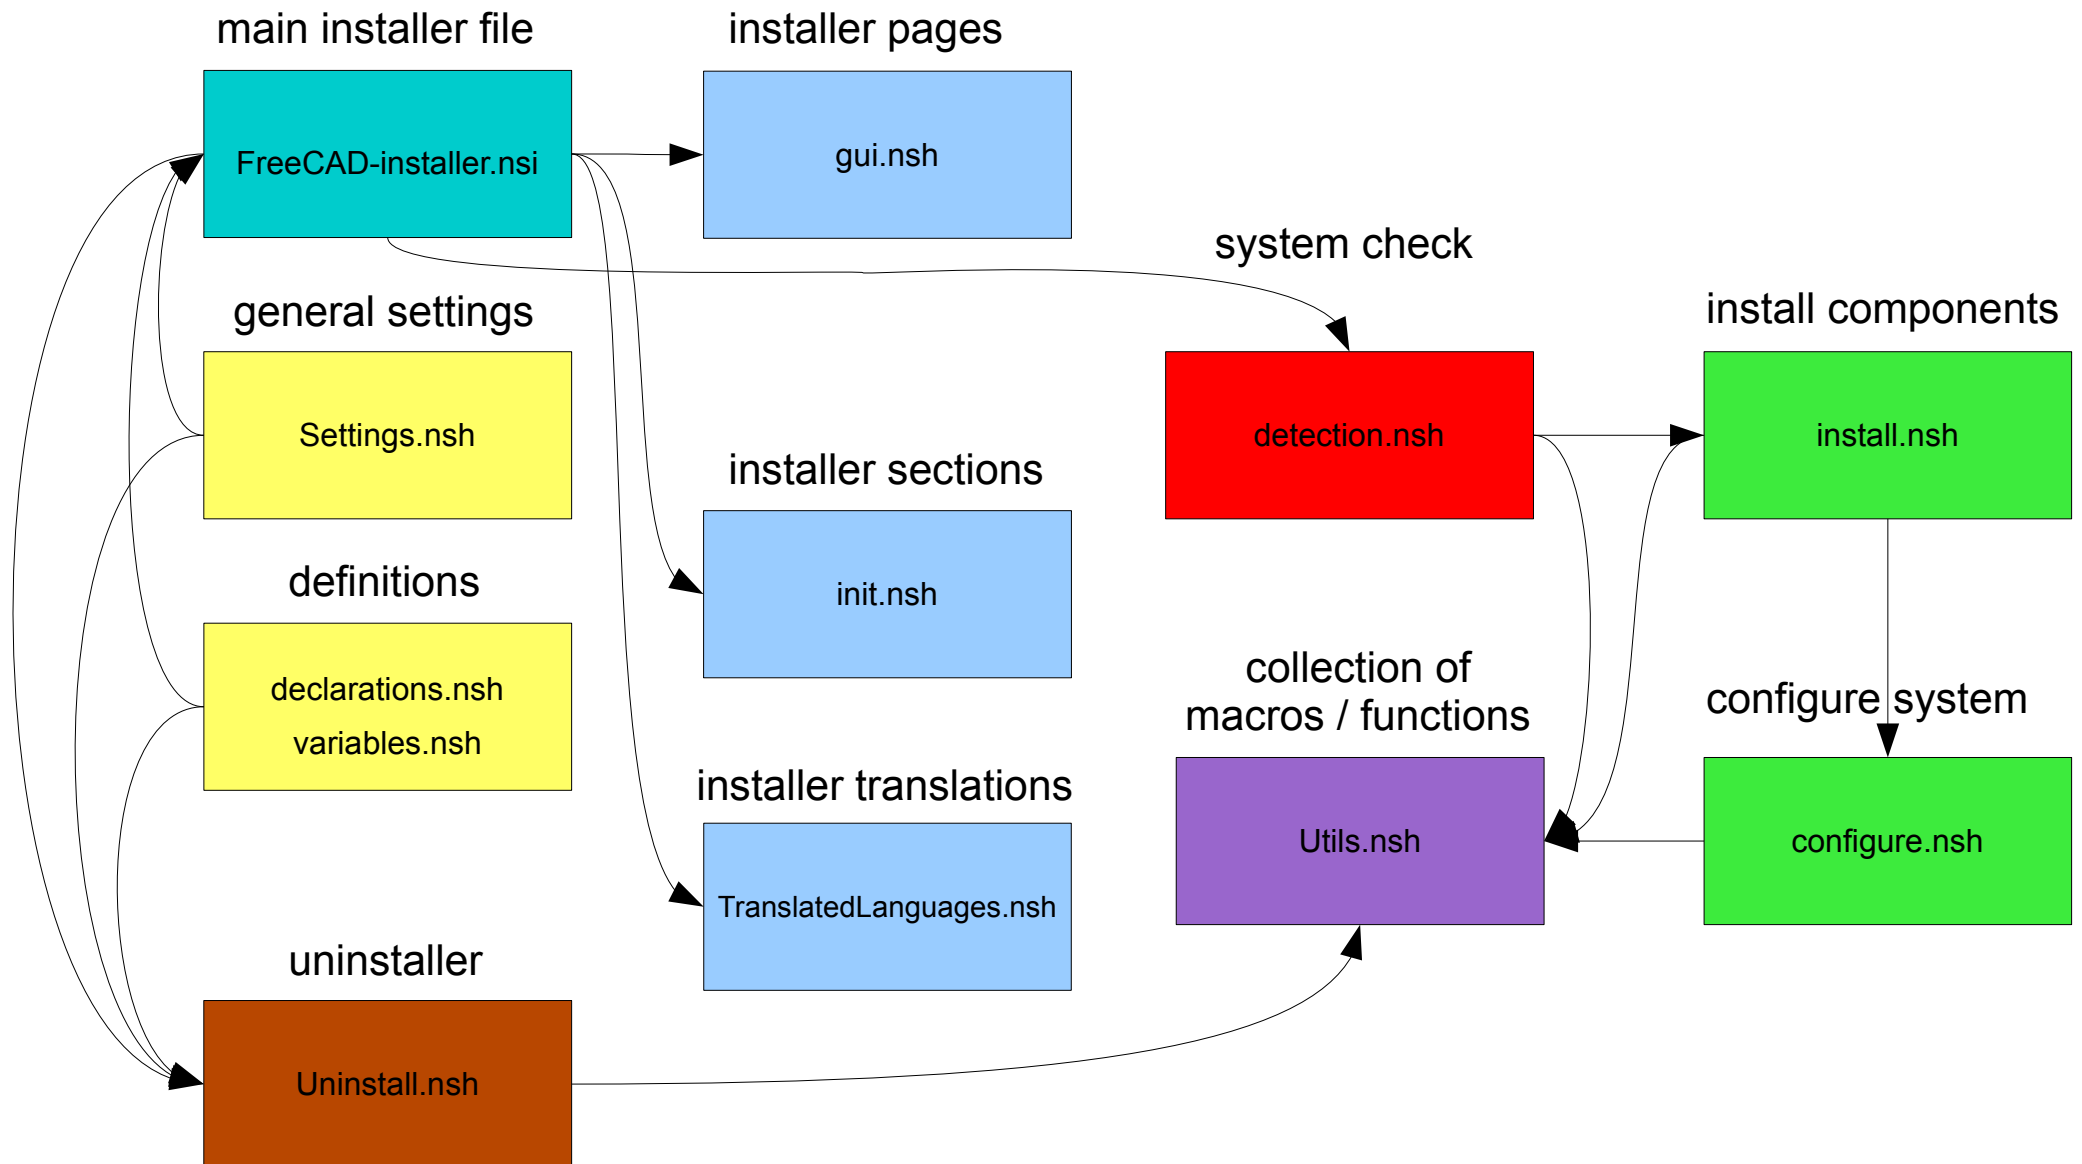 main installer file
FreeCAD-installer.nsi
installer pages
gui.nsh
system check
detection.nsh
install components
install.nsh
general settings
Settings.nsh
installer sections
init.nsh
definitions
declarations.nsh
variables.nsh
collection of
macros / functions
Utils.nsh
configure system
configure.nsh
installer translations
TranslatedLanguages.nsh
uninstaller
Uninstall.nsh